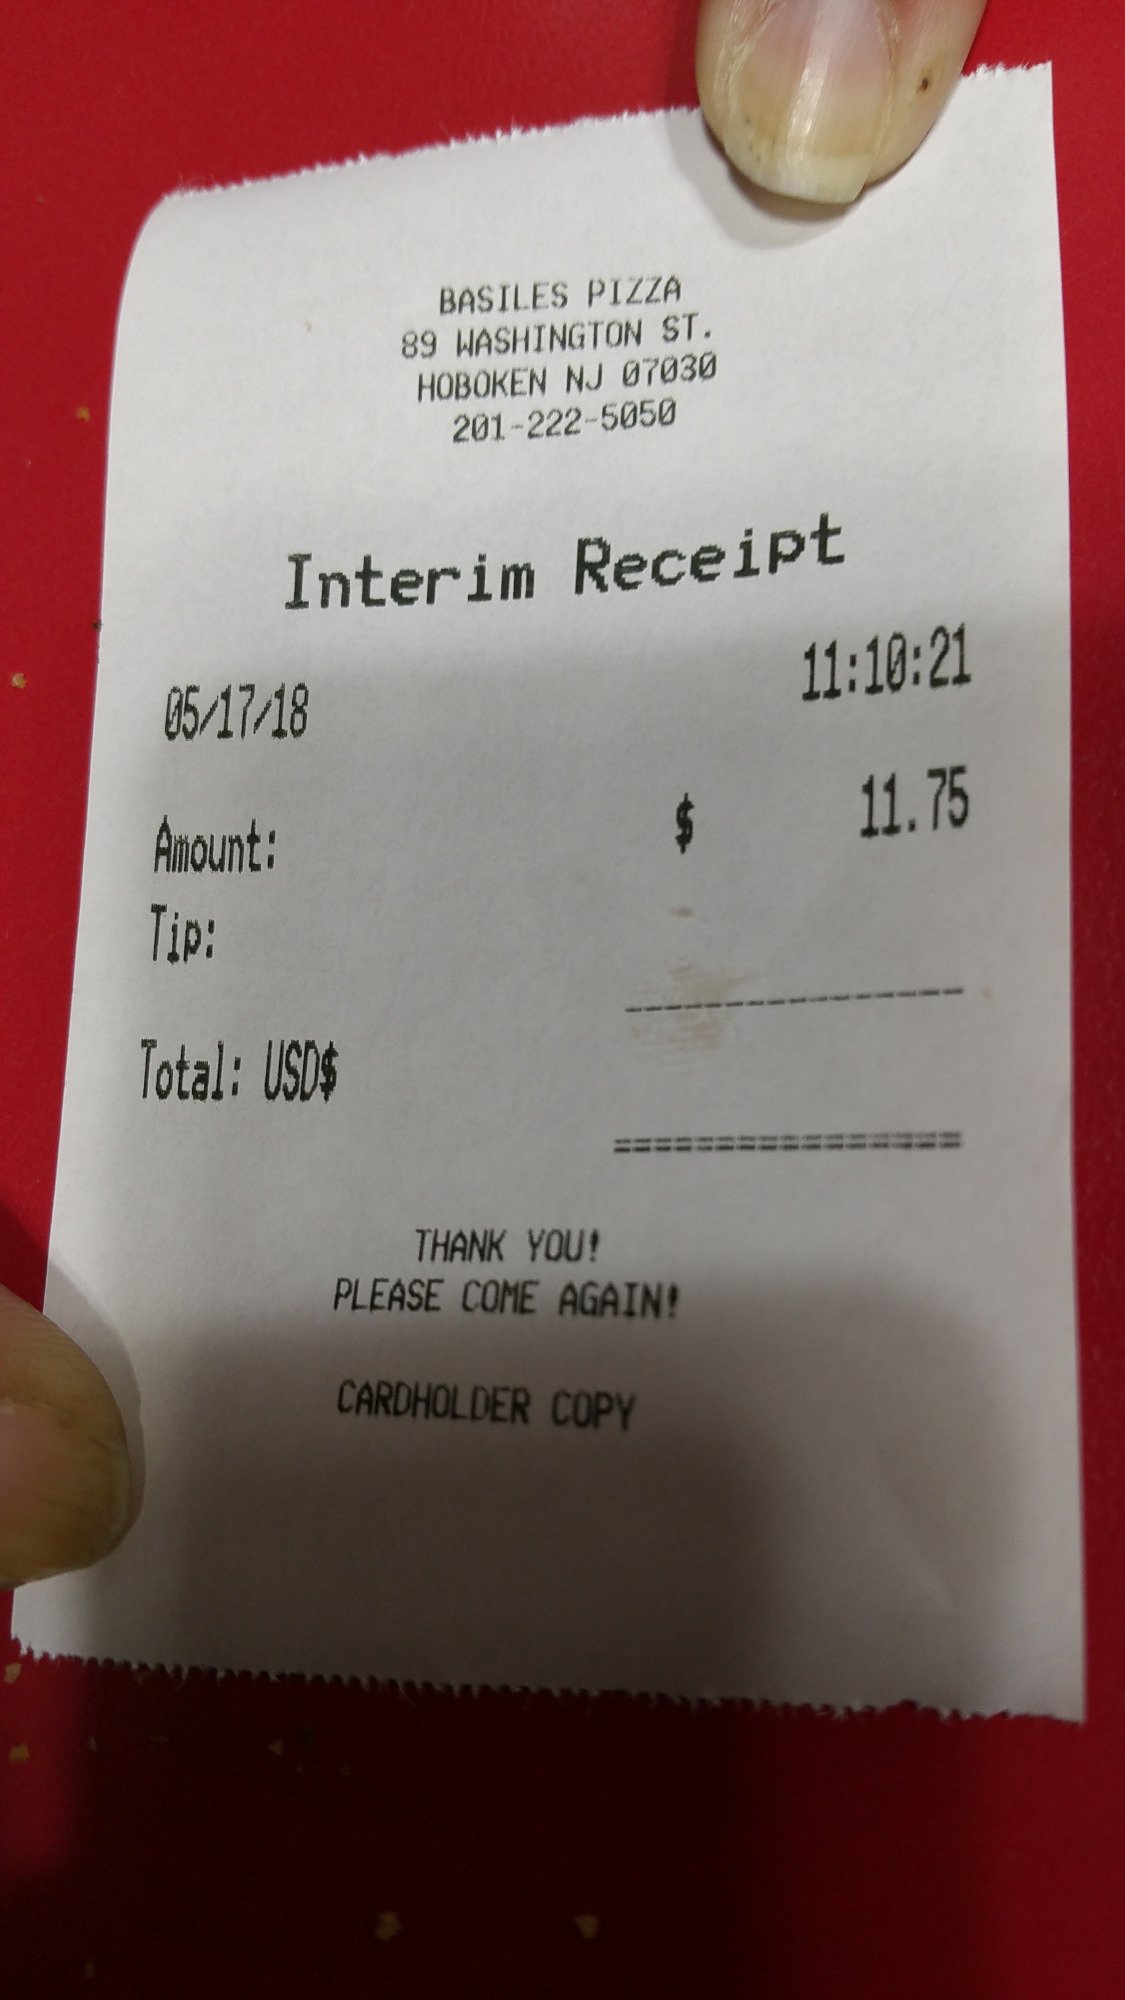 BASILES PIZZA
89 WASHINGTON ST.
HOBOKEN NJ 07030
201-222-5050
Interim Receipt
05/17/18 11:10:21
Amount: $ 11.75
Tip:
---------------
Total: USD$
=================
THANK YOU!
PLEASE COME AGAIN!
CARDHOLDER COPY